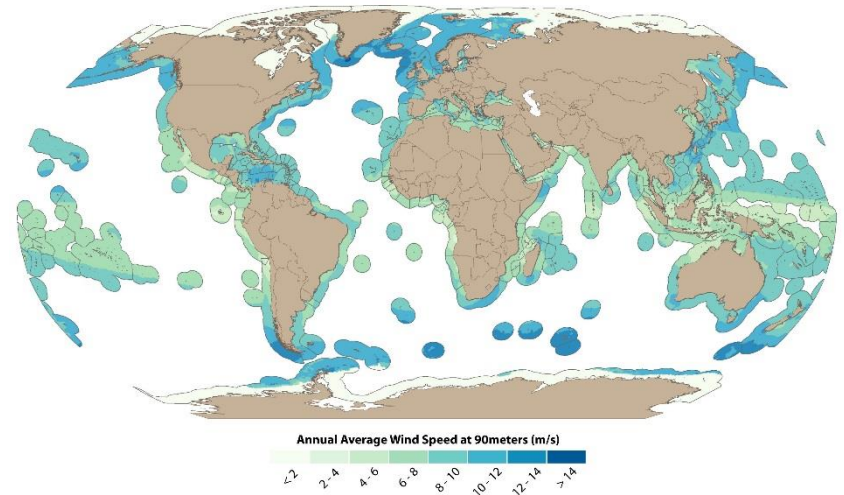 Annual Average Wind Speed at 90meters (m/s)
< 2 2 - 4 4 - 6 6 - 8 8 - 10 10 - 12 12 - 14 > 14